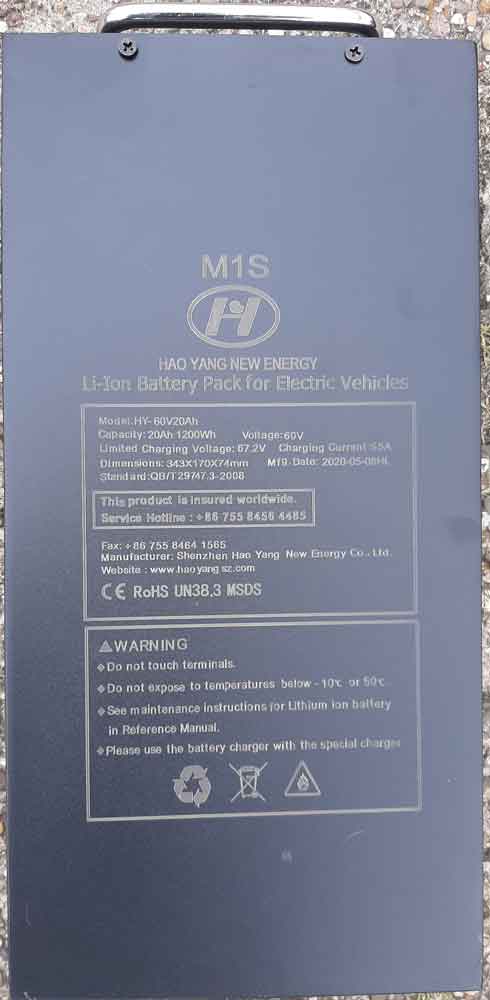 M1S
H
HAO YANG NEW ENERGY
Li-Ion Battery Pack for Electric Vehicles
Model:HY-60V20Ah
Capacity: 20Ah 1200Wh Voltage: 60V
Limited Charging Voltage: 67.2V Charging Current ≤5A
Dimensions: 343X170X74mm Mfg. Date: 2020-05-08HL
Standard:QB/T 29747.3-2008
This product is insured worldwide.
Service Hotline : +86 755 8456 4485
Fax: +86 755 8464 1565
Manufacturer: Shenzhen Hao Yang New Energy Co., Ltd.
Website : www.haoyangsz.com
CE RoHS UN38.3 MSDS
WARNING
Do not touch terminals.
Do not expose to temperatures below -10℃ or 50℃.
See maintenance instructions for Lithium ion battery
in Reference Manual.
Please use the battery charger with the special charger